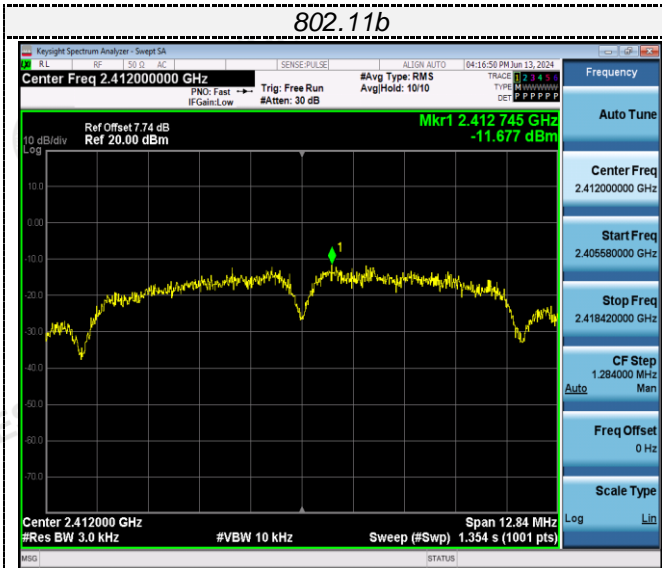 802.11b
Keysight Spectrum Analyzer - Swept SA
RL RF 50 Ω AC SENSE:PULSE ALIGN AUTO 04:16:50 PM Jun 13, 2024
Center Freq 2.412000000 GHz
PNO: Fast
IFGain:Low
Trig: Free Run
#Atten: 30 dB
#Avg Type: RMS
Avg|Hold: 10/10
TRACE 1 2 3 4 5 6
TYPE M W W W W W
DET P P P P P P
Ref Offset 7.74 dB
10 dB/div Ref 20.00 dBm
Log
Mkr1 2.412 745 GHz
-11.677 dBm
10.0
0.00
-10.0
-20.0
-30.0
-40.0
-50.0
-60.0
-70.0
1
Center 2.412000 GHz Span 12.84 MHz
#Res BW 3.0 kHz #VBW 10 kHz Sweep (#Swp) 1.354 s (1001 pts)
MSG STATUS
Frequency
Auto Tune
Center Freq
2.412000000 GHz
Start Freq
2.405580000 GHz
Stop Freq
2.418420000 GHz
CF Step
1.284000 MHz
Auto Man
Freq Offset
0 Hz
Scale Type
Log Lin